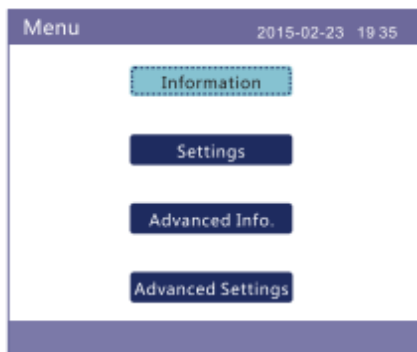 Menu 2015-02-23 19 35
Information
Settings
Advanced Info.
Advanced Settings